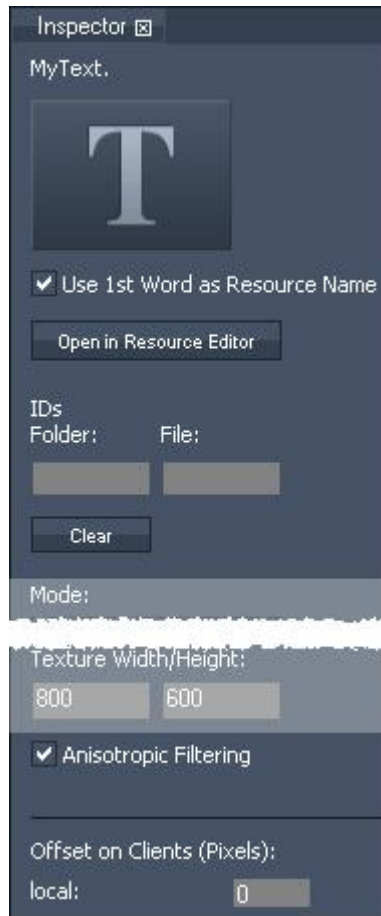 Inspector
MyText.
T
Use 1st Word as Resource Name
Open in Resource Editor
IDs
Folder: File:
Clear
Mode:
Texture Width/Height:
800 600
Anisotropic Filtering
Offset on Clients (Pixels):
local: 0